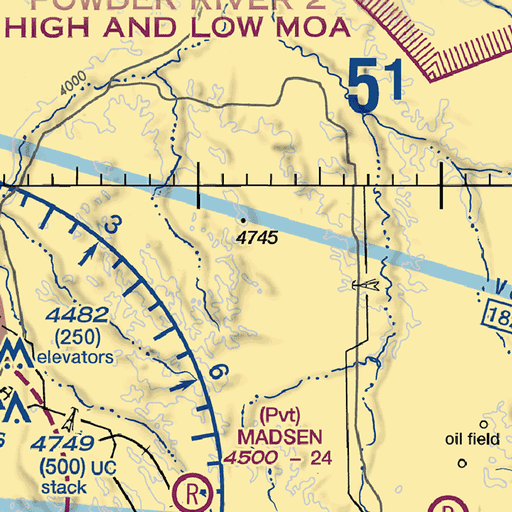 POWDER RIVER 2
HIGH AND LOW MOA
4000
51
4745
3
V
182
4482
(250)
elevators
6
(Pvt)
MADSEN
4500 - 24
4749
(500) UC
stack
oil field
R
R